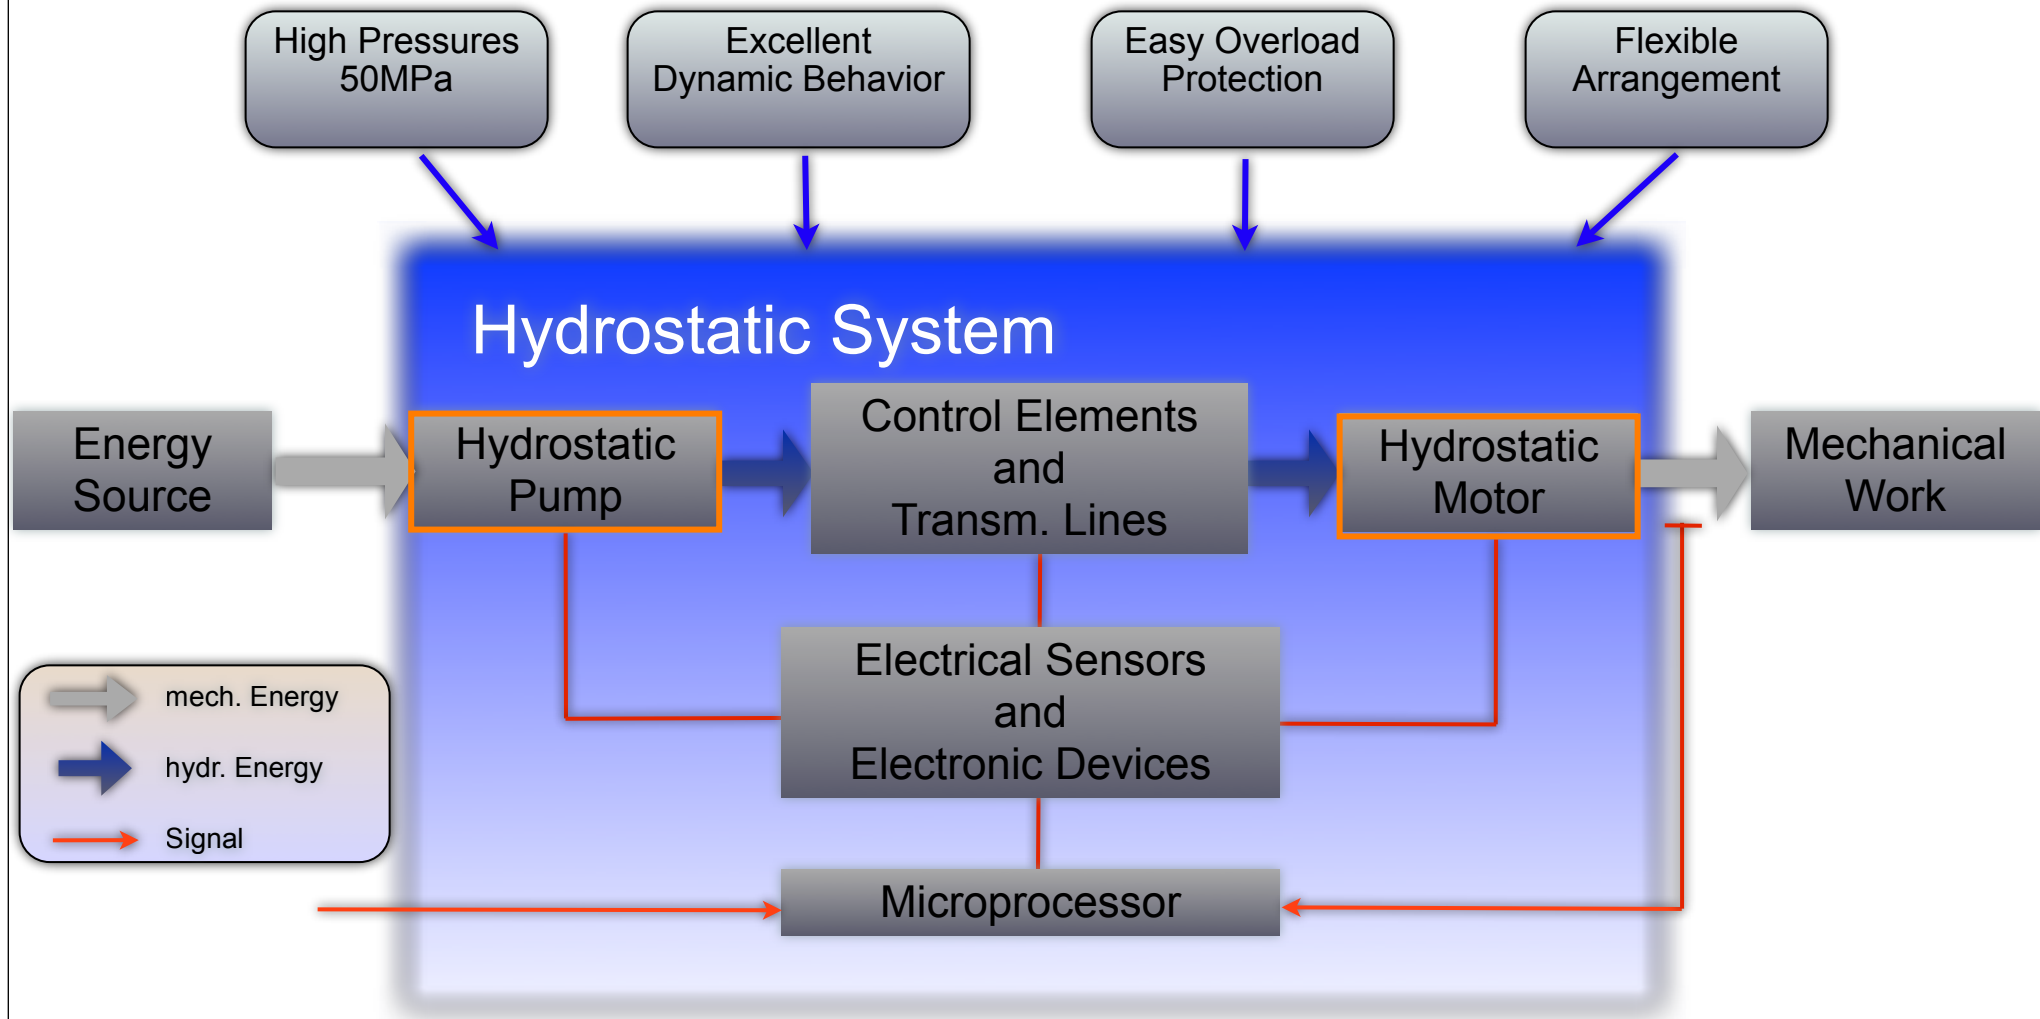 High Pressures
50MPa
Excellent
Dynamic Behavior
Easy Overload
Protection
Flexible
Arrangement
Hydrostatic System
Energy
Source
Hydrostatic
Pump
Control Elements
and
Transm. Lines
Hydrostatic
Motor
Mechanical
Work
Electrical Sensors
and
Electronic Devices
mech. Energy
hydr. Energy
Signal
Microprocessor